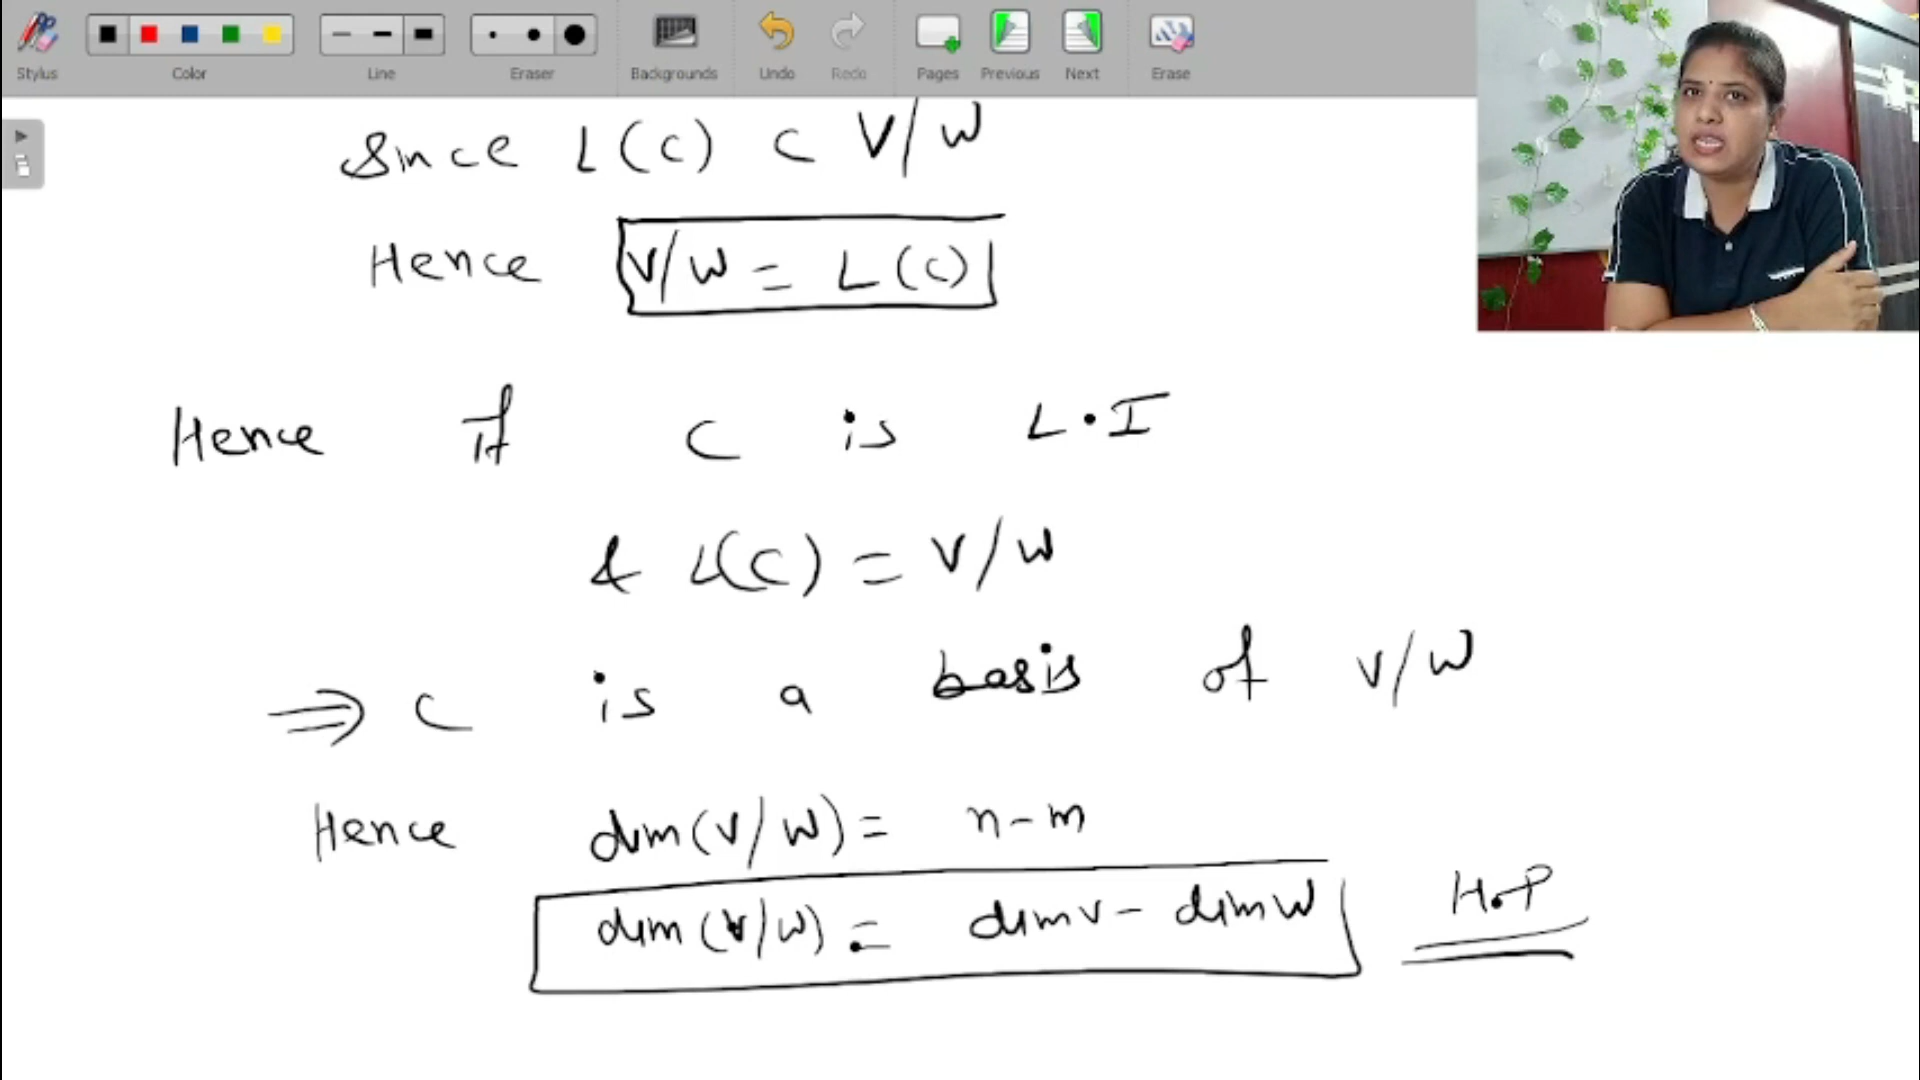 Stylus Color Line Eraser Backgrounds Undo Redo Pages Previous Next Erase
Since L(C) ⊂ V/W
Hence V/W = L(C)
Hence if C is L.I
& L(C) = V/W
⇒ C is a basis of V/W
Hence dim(V/W) = n-m
dim(V/W) = dimV - dimW H.P